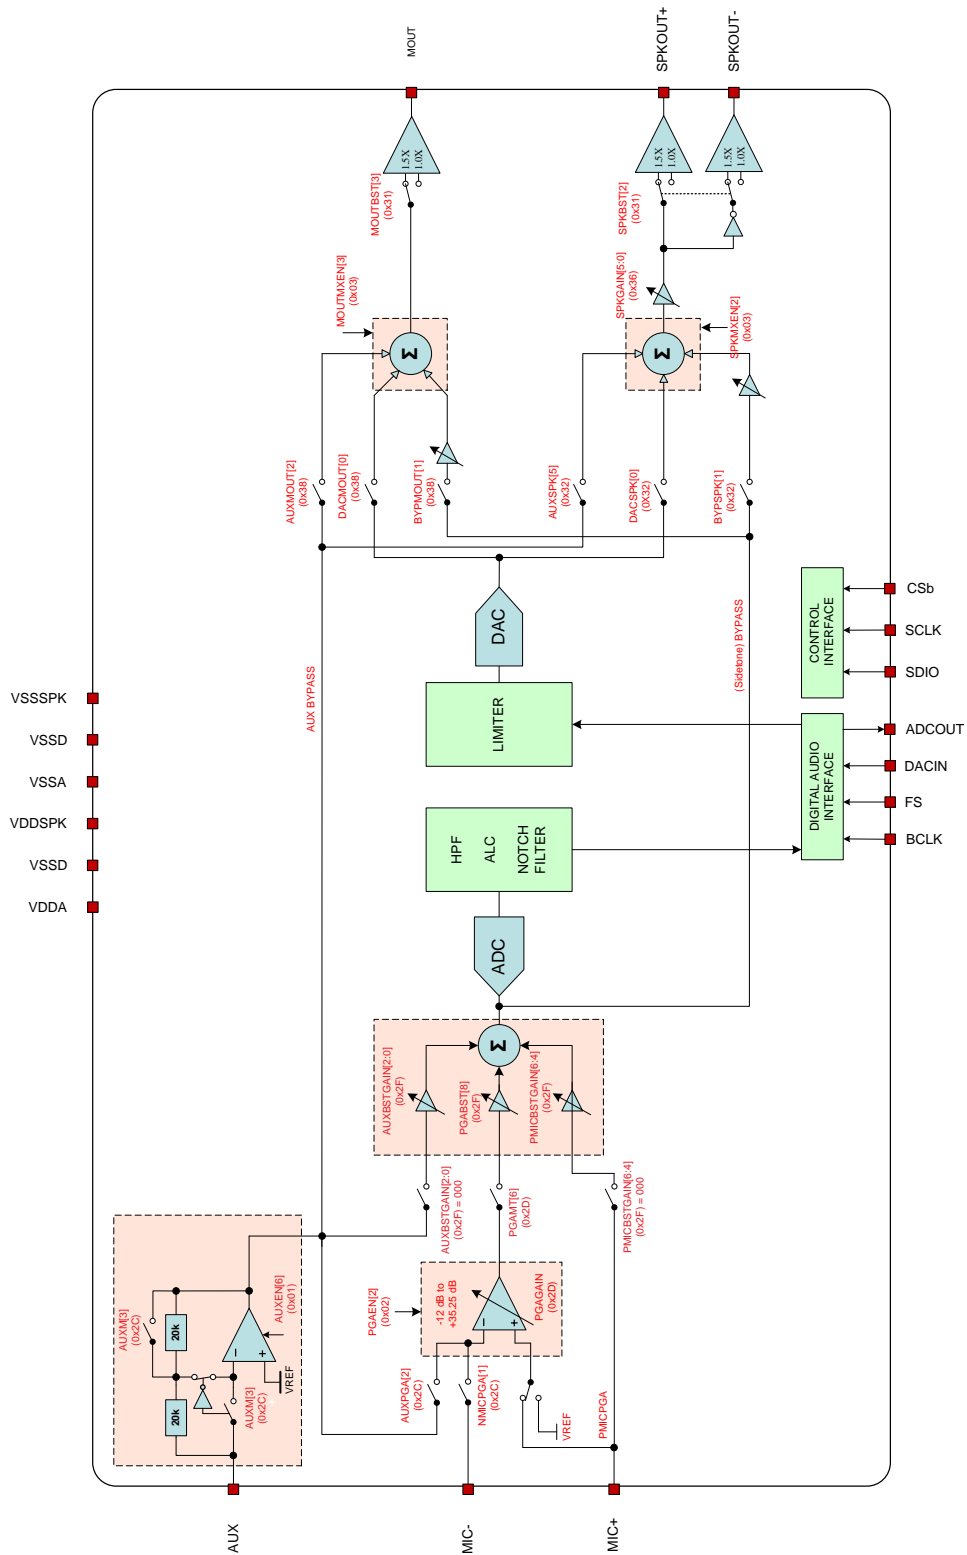 MOUT
SPKOUT+
SPKOUT-
1.5X
1.0X
1.5X
1.0X
1.5X
1.0X
MOUTBST[3]
(0x31)
SPKBST[2]
(0x31)
MOUTMXEN[3]
(0x03)
SPKGAIN[5:0]
(0x36)
SPKMXEN[2]
(0x03)
Σ
Σ
AUXMOUT[2]
(0x38)
DACMOUT[0]
(0x38)
BYPMOUT[1]
(0x38)
AUXSPK[5]
(0x32)
DACSPK[0]
(0X32)
BYPSPK[1]
(0x32)
AUX BYPASS
DAC
(Sidetone) BYPASS
LIMITER
CONTROL
INTERFACE
CSb
SCLK
SDIO
VSSSPK
VSSD
VSSA
VDDSPK
VSSD
VDDA
DIGITAL AUDIO
INTERFACE
ADCOUT
DACIN
FS
BCLK
HPF
ALC
NOTCH
FILTER
ADC
Σ
AUXBSTGAIN[2:0]
(0x2F)
PGABST[8]
(0x2F)
PMICBSTGAIN[6:4]
(0x2F)
AUXBSTGAIN[2:0]
(0x2F) = 000
PGAMT[6]
(0x2D)
PMICBSTGAIN[6:4]
(0x2F) = 000
AUXM[3]
(0x2C)
20k
20k
AUXEN[6]
(0x01)
-
+
VREF
AUXM[3]
(0x2C)
PGAEN[2]
(0x02)
-12 dB to
+35.25 dB
PGAGAIN
(0x2D)
-
+
AUXPGA[2]
(0x2C)
NMICPGA[1]
(0x2C)
VREF
PMICPGA
AUX
MIC-
MIC+